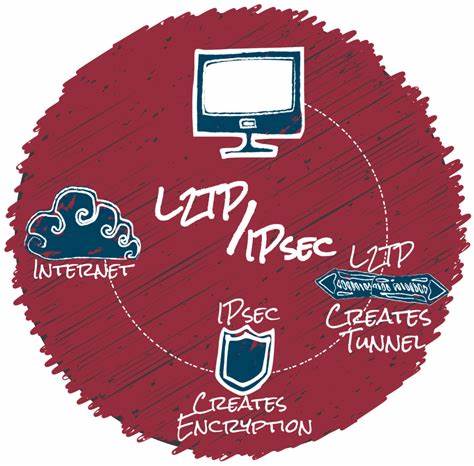 L2TP/IPsec
Internet
L2TP
Creates
Tunnel
IPsec
Creates
Encryption